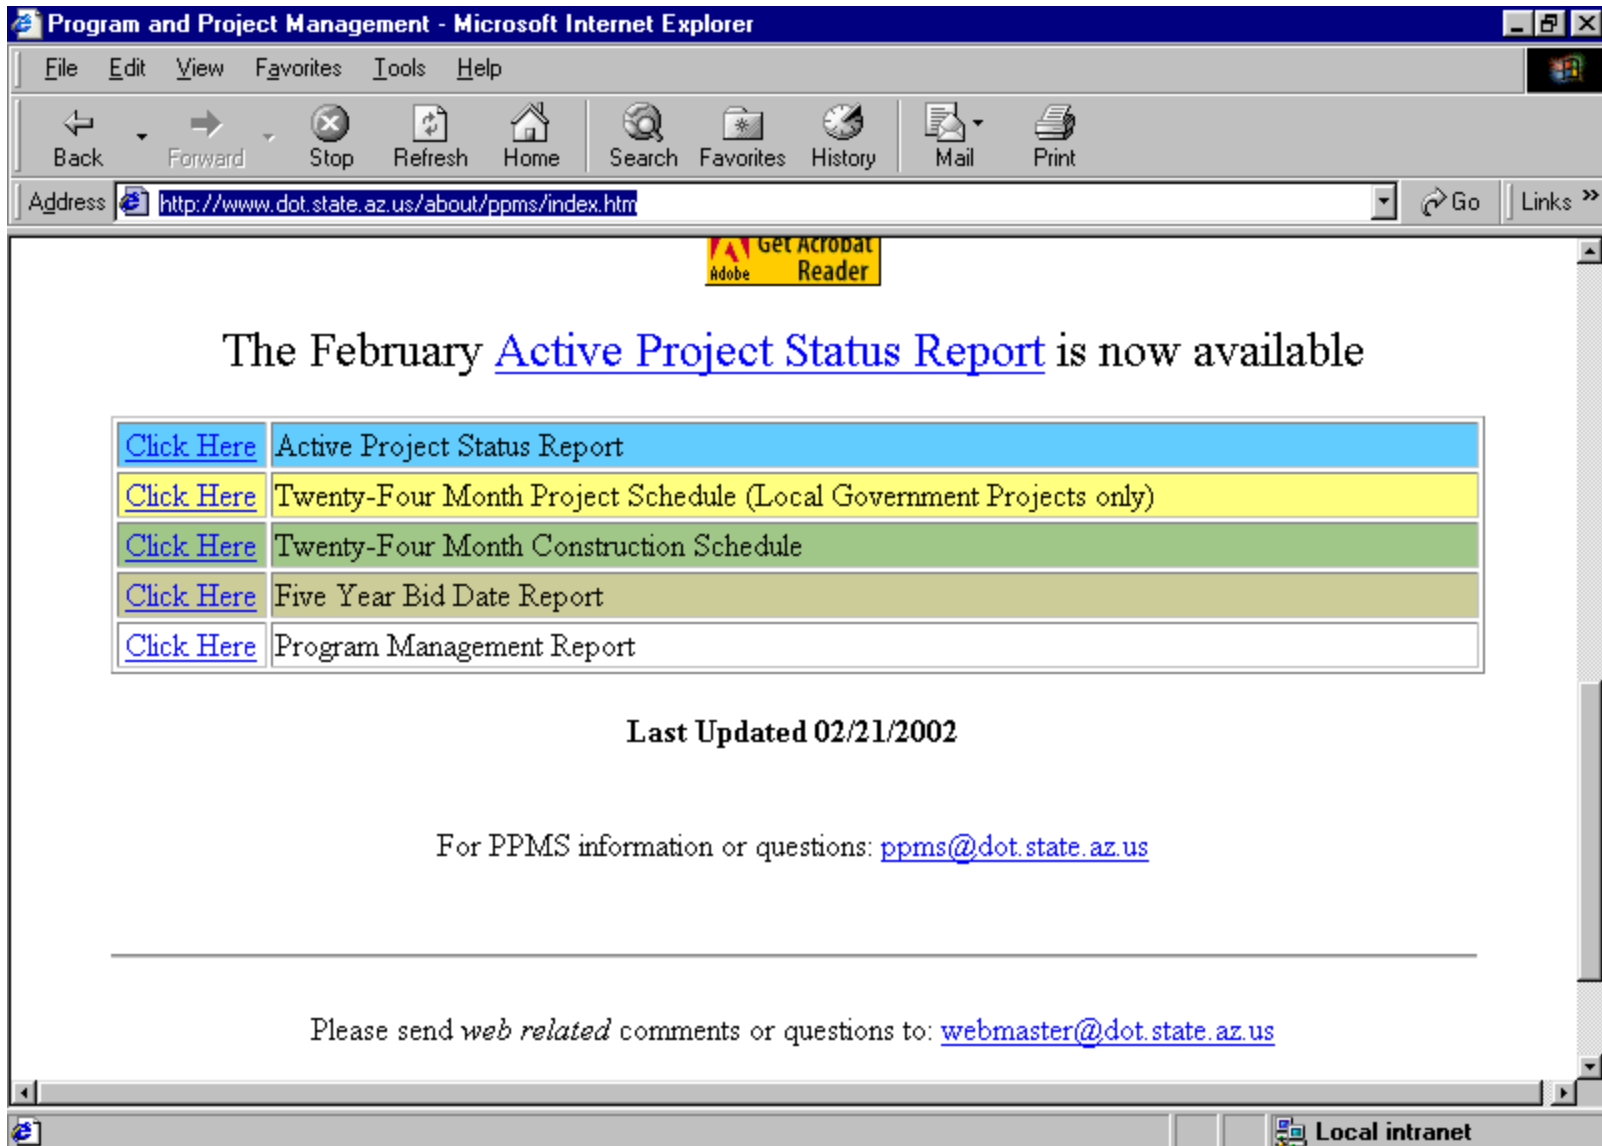 Program and Project Management - Microsoft Internet Explorer
File Edit View Favorites Tools Help
Back Forward Stop Refresh Home Search Favorites History Mail Print
Address http://www.dot.state.az.us/about/ppms/index.htm Go Links »
Get Acrobat
Adobe Reader
The February Active Project Status Report is now available
Click Here Active Project Status Report
Click Here Twenty-Four Month Project Schedule (Local Government Projects only)
Click Here Twenty-Four Month Construction Schedule
Click Here Five Year Bid Date Report
Click Here Program Management Report
Last Updated 02/21/2002
For PPMS information or questions: ppms@dot.state.az.us
Please send web related comments or questions to: webmaster@dot.state.az.us
Local intranet